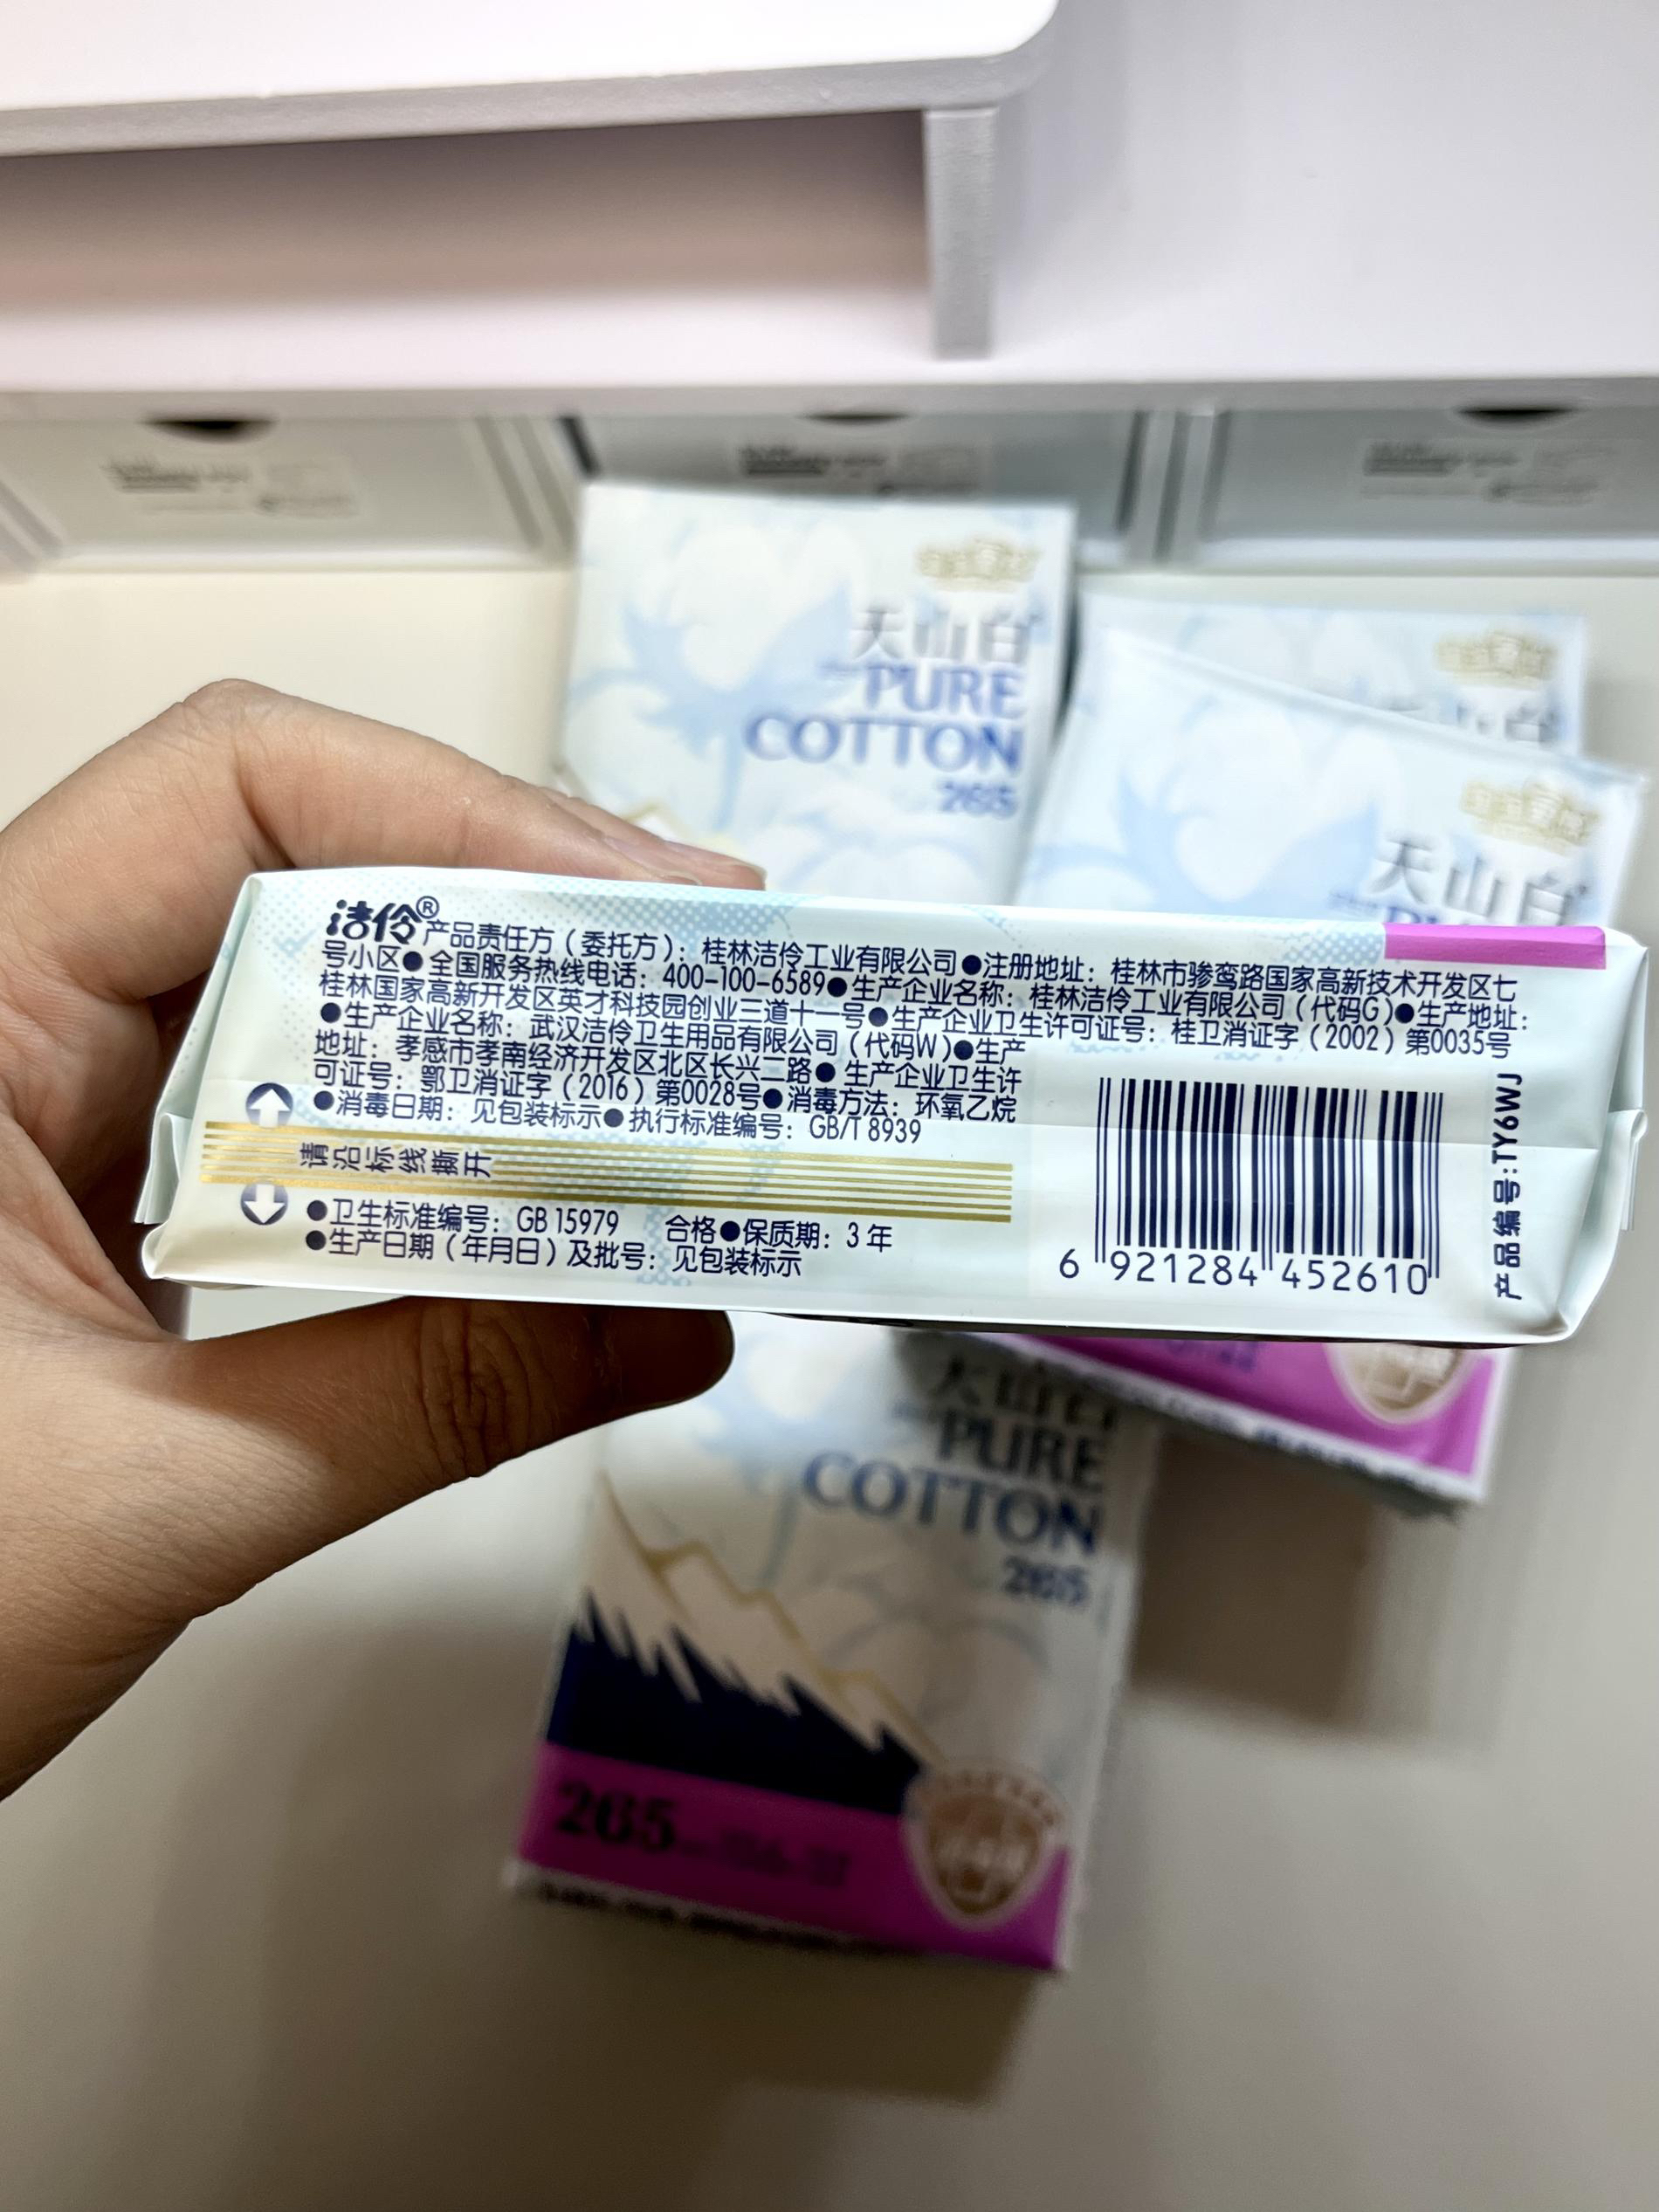 天山白
PURE
COTTON
265
天山白
洁伶®产品责任方（委托方）：桂林洁伶工业有限公司●注册地址：桂林市骖鸾路国家高新技术开发区七
号小区●全国服务热线电话：400-100-6589●生产企业名称：桂林洁伶工业有限公司（代码G）●生产地址：
桂林国家高新开发区英才科技园创业三道十一号●生产企业卫生许可证号：桂卫消证字（2002）第0035号
●生产企业名称：武汉洁伶卫生用品有限公司（代码W）●生产
地址：孝感市孝南经济开发区北区长兴二路●生产企业卫生许
可证号：鄂卫消证字（2016）第0028号●消毒方法：环氧乙烷
●消毒日期：见包装标示●执行标准编号：GB/T 8939
请沿标线撕开
●卫生标准编号：GB 15979 合格●保质期：3年
●生产日期（年月日）及批号：见包装标示
6 921284 452610
产品编号:TY6WJ
天山白
PURE
COTTON
265
265